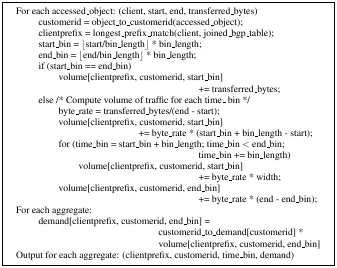 For each accessed_object: (client, start, end, transferred_bytes)
customerid = object_to_customerid(accessed_object);
clientprefix = longest_prefix_match(client, joined_bgp_table);
start_bin = ⌊start/bin_length⌋ * bin_length;
end_bin = ⌊end/bin_length⌋ * bin_length;
if (start_bin == end_bin)
volume[clientprefix, customerid, start_bin]
+= transferred_bytes;
else /* Compute volume of traffic for each time_bin */
byte_rate = transferred_bytes/(end - start);
volume[clientprefix, customerid, start_bin]
+= byte_rate * (start_bin + bin_length - start);
for (time_bin = start_bin + bin_length; time_bin < end_bin;
time_bin += bin_length)
volume[clientprefix, customerid, start_bin]
+= byte_rate * width;
volume[clientprefix, customerid, end_bin]
+= byte_rate * (end - end_bin);
For each aggregate:
demand[clientprefix, customerid, end_bin] =
customerid_to_demand[customerid] *
volume[clientprefix, customerid, end_bin]
Output for each aggregate: (clientprefix, customerid, time_bin, demand)